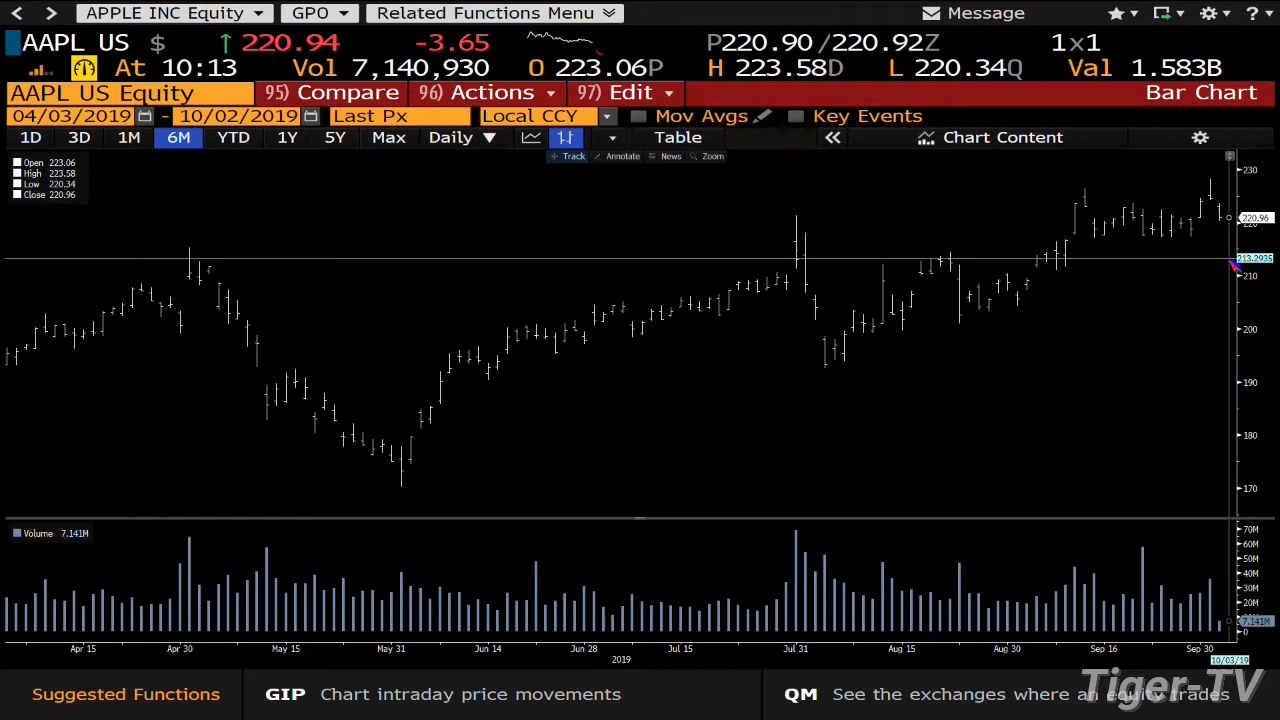 APPLE INC Equity GPO Related Functions Menu Message
AAPL US $ ↑ 220.94 -3.65 P220.90 /220.92Z 1x1
At 10:13 Vol 7,140,930 O 223.06P H 223.58D L 220.34Q Val 1.583B
AAPL US Equity 95) Compare 96) Actions 97) Edit Bar Chart
04/03/2019 - 10/02/2019 Last Px Local CCY Mov Avgs Key Events
1D 3D 1M 6M YTD 1Y 5Y Max Daily ▼ Table Chart Content
Track Annotate News Zoom
Open 223.06
High 223.58
Low 220.34
Close 220.96
230
220.96
220
213.2935
210
200
190
180
170
Volume 7.141M
70M
60M
50M
40M
30M
20M
7.141M
0
Apr 15 Apr 30 May 15 May 31 Jun 14 Jun 28 Jul 15 Jul 31 Aug 15 Aug 30 Sep 16 Sep 30
2019 10/03/19
Suggested Functions GIP Chart intraday price movements QM See the exchanges where an equity trades
Tiger-TV